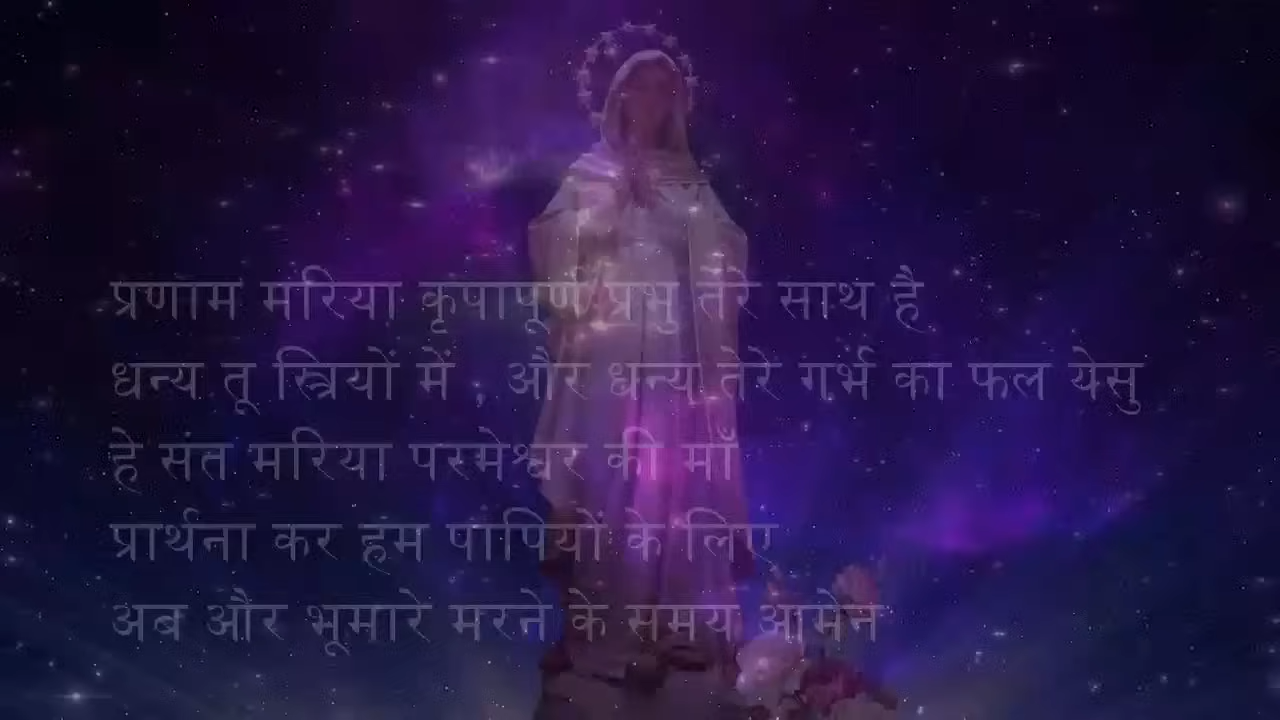 प्रणाम मरिया कृपापूर्ण प्रभु तेरे साथ है
धन्य तू स्त्रियों में , और धन्य तेरे गर्भ का फल येसु
हे संत मरिया परमेश्वर की माँ
प्रार्थना कर हम पापियों के लिए
अब और भूमारे मरने के समय आमेन